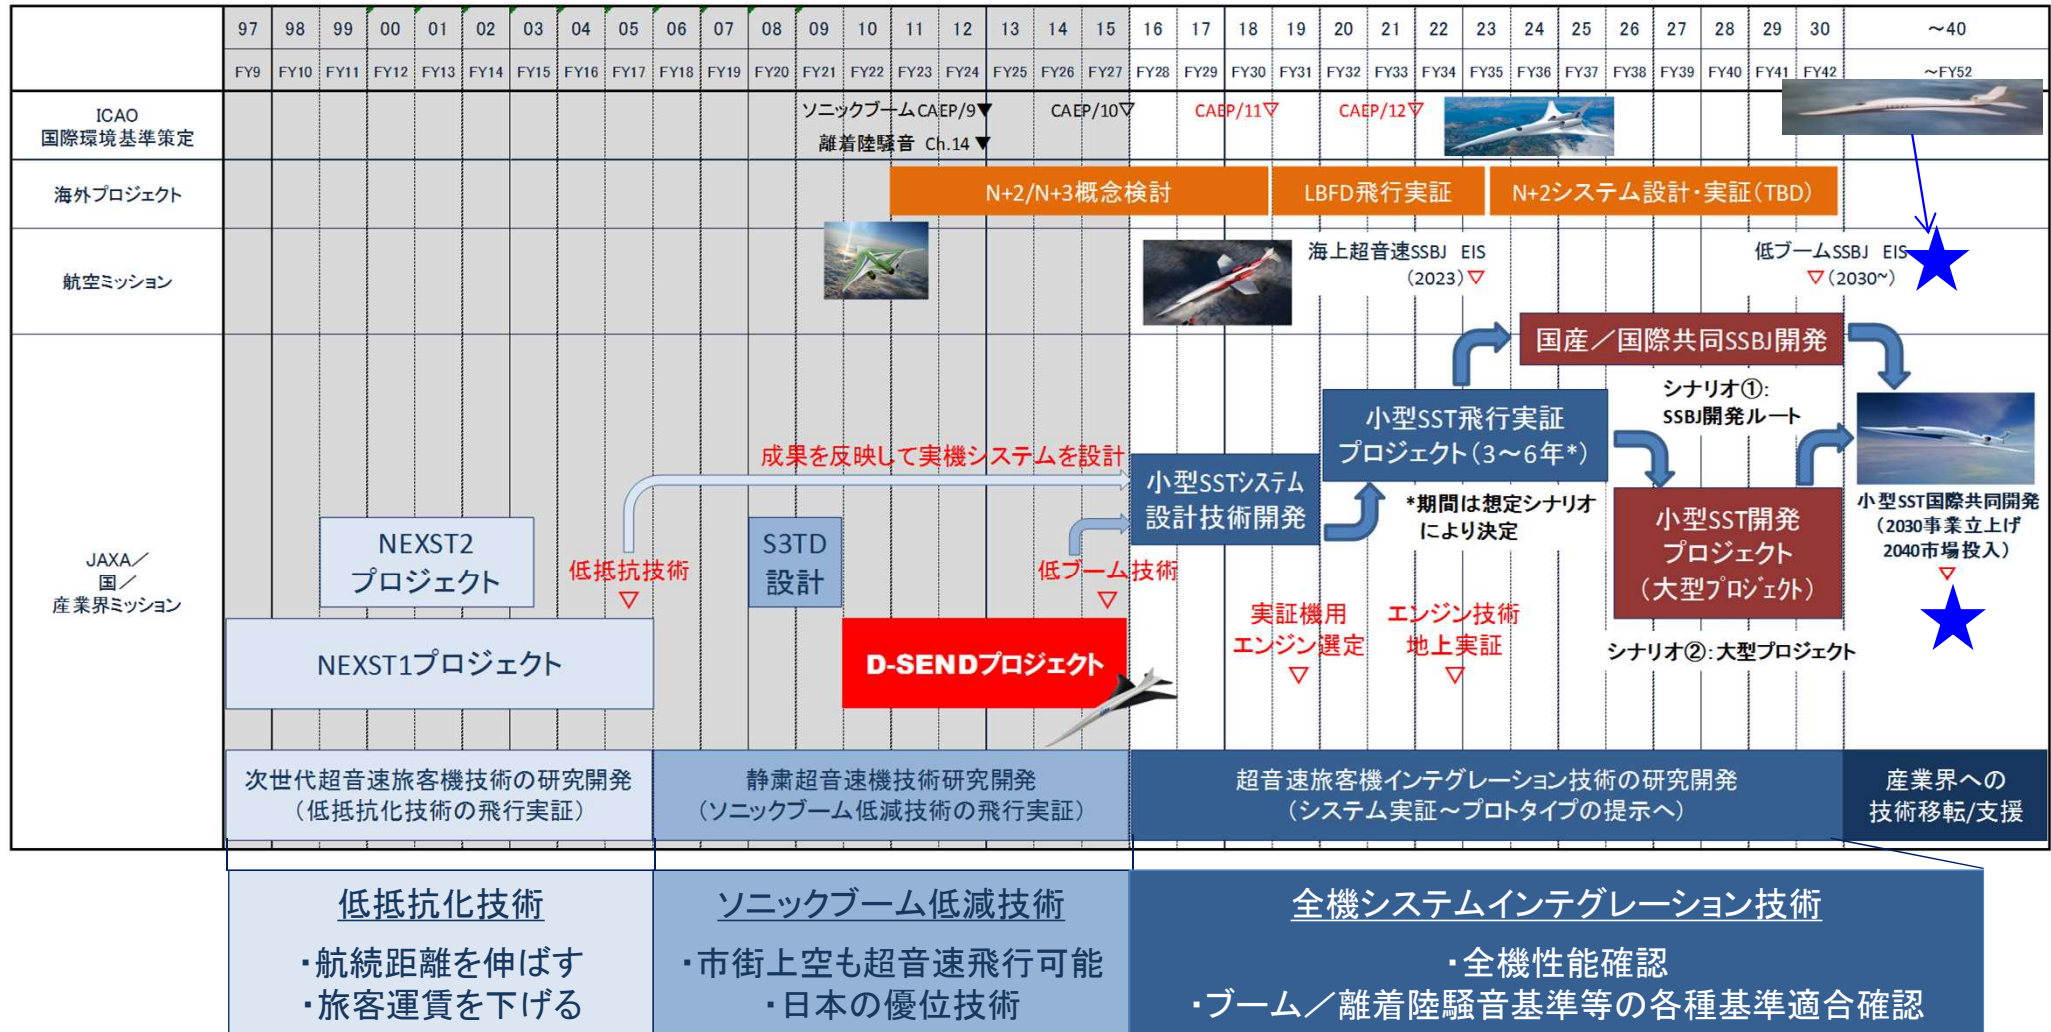 97 98 99 00 01 02 03 04 05 06 07 08 09 10 11 12 13 14 15 16 17 18 19 20 21 22 23 24 25 26 27 28 29 30 ～40
FY9 FY10 FY11 FY12 FY13 FY14 FY15 FY16 FY17 FY18 FY19 FY20 FY21 FY22 FY23 FY24 FY25 FY26 FY27 FY28 FY29 FY30 FY31 FY32 FY33 FY34 FY35 FY36 FY37 FY38 FY39 FY40 FY41 FY42 ～FY52
ICAO
国際環境基準策定
ソニックブーム CAEP/9▼
離着陸騒音 Ch.14 ▼
CAEP/10▽
CAEP/11▽
CAEP/12▽
海外プロジェクト
N+2/N+3概念検討
LBFD飛行実証
N+2システム設計・実証(TBD)
航空ミッション
海上超音速SSBJ EIS
(2023)▽
低ブームSSBJ EIS
▽(2030~)
JAXA／
国／
産業界ミッション
国産／国際共同SSBJ開発
シナリオ①:
SSBJ開発ルート
小型SST飛行実証
プロジェクト(3～6年*)
*期間は想定シナリオ
により決定
成果を反映して実機システムを設計
小型SSTシステム
設計技術開発
小型SST開発
プロジェクト
(大型プロジェクト)
シナリオ②:大型プロジェクト
小型SST国際共同開発
(2030事業立上げ
2040市場投入)
▽
NEXST2
プロジェクト
低抵抗技術
▽
S3TD
設計
低ブーム技術
▽
実証機用
エンジン選定
▽
エンジン技術
地上実証
▽
NEXST1プロジェクト
D-SENDプロジェクト
次世代超音速旅客機技術の研究開発
(低抵抗化技術の飛行実証)
静粛超音速機技術研究開発
(ソニックブーム低減技術の飛行実証)
超音速旅客機インテグレーション技術の研究開発
(システム実証～プロトタイプの提示へ)
産業界への
技術移転/支援
低抵抗化技術
・航続距離を伸ばす
・旅客運賃を下げる
ソニックブーム低減技術
・市街上空も超音速飛行可能
・日本の優位技術
全機システムインテグレーション技術
・全機性能確認
・ブーム／離着陸騒音基準等の各種基準適合確認